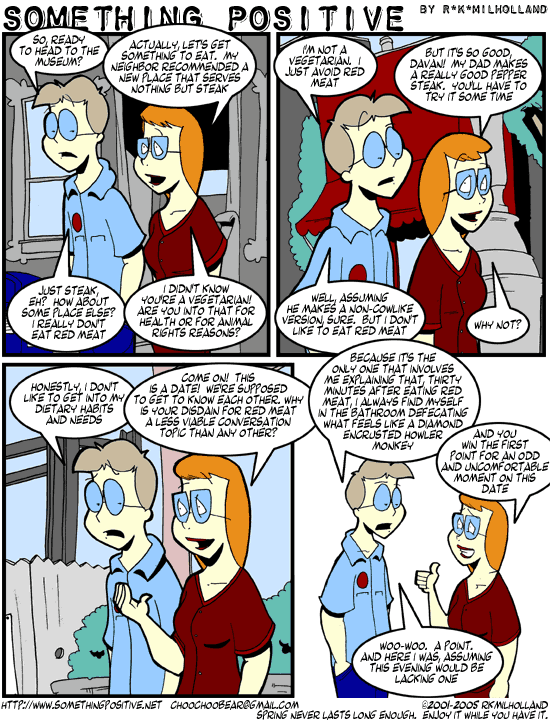 SOMETHING POSITIVE
BY R*K*MILHOLLAND
SO, READY
TO HEAD TO THE
MUSEUM?
ACTUALLY, LET'S GET
SOMETHING TO EAT. MY
NEIGHBOR RECOMMENDED A
NEW PLACE THAT SERVES
NOTHING BUT STEAK
JUST STEAK,
EH? HOW ABOUT
SOME PLACE ELSE?
I REALLY DON'T
EAT RED MEAT
I DIDN'T KNOW
YOU'RE A VEGETARIAN!
ARE YOU INTO THAT FOR
HEALTH OR FOR ANIMAL
RIGHTS REASONS?
I'M NOT A
VEGETARIAN. I
JUST AVOID RED
MEAT
BUT IT'S SO GOOD,
DAVAN! MY DAD MAKES
A REALLY GOOD PEPPER
STEAK. YOU'LL HAVE TO
TRY IT SOME TIME
WELL, ASSUMING
HE MAKES A NON-COWLIKE
VERSION, SURE. BUT I DON'T
LIKE TO EAT RED MEAT
WHY NOT?
HONESTLY, I DON'T
LIKE TO GET INTO MY
DIETARY HABITS
AND NEEDS
COME ON! THIS
IS A DATE! WE'RE SUPPOSED
TO GET TO KNOW EACH OTHER. WHY
IS YOUR DISDAIN FOR RED MEAT
A LESS VIABLE CONVERSATION
TOPIC THAN ANY OTHER?
BECAUSE IT'S THE
ONLY ONE THAT INVOLVES
ME EXPLAINING THAT, THIRTY
MINUTES AFTER EATING RED
MEAT, I ALWAYS FIND MYSELF
IN THE BATHROOM DEFECATING
WHAT FEELS LIKE A DIAMOND
ENCRUSTED HOWLER
MONKEY
AND YOU
WIN THE FIRST
POINT FOR AN ODD
AND UNCOMFORTABLE
MOMENT ON THIS
DATE
WOO-WOO. A POINT.
AND HERE I WAS, ASSUMING
THIS EVENING WOULD BE
LACKING ONE
HTTP://WWW.SOMETHINGPOSITIVE.NET CHOOCHOOBEAR@GMAIL.COM ©2001-2005 RKMILHOLLAND
SPRING NEVER LASTS LONG ENOUGH. ENJOY IT WHILE YOU HAVE IT.